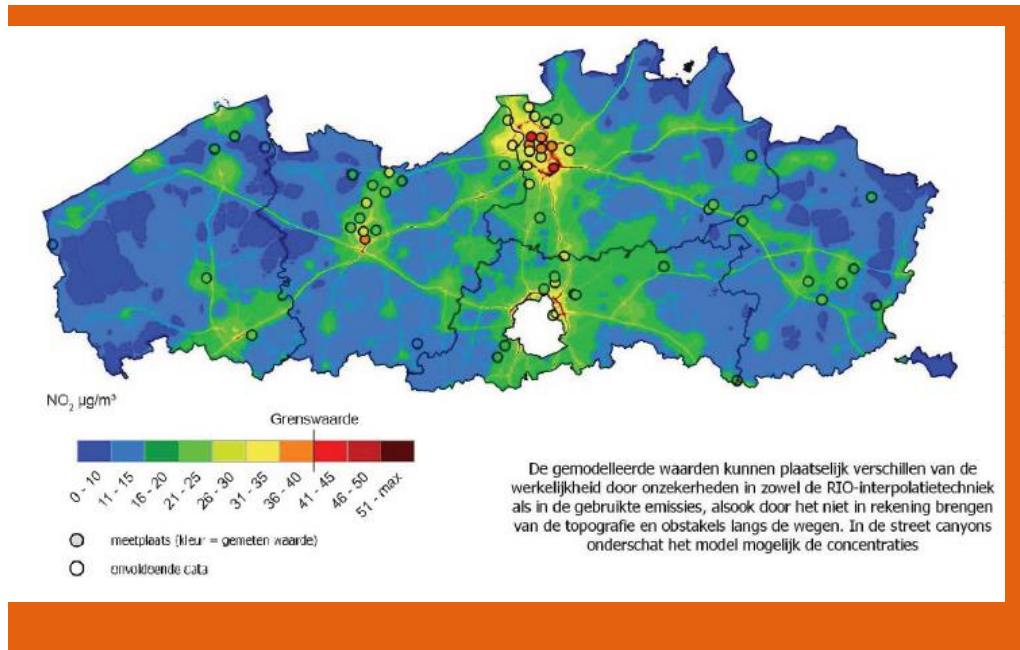 NO₂ µg/m³
Grenswaarde
0 - 10
11 - 15
16 - 20
21 - 25
26 - 30
31 - 35
36 - 40
41 - 45
46 - 50
51 - max
meetplaats (kleur = gemeten waarde)
onvoldoende data
De gemodelleerde waarden kunnen plaatselijk verschillen van de
werkelijkheid door onzekerheden in zowel de RIO-interpolatietechniek
als in de gebruikte emissies, alsook door het niet in rekening brengen
van de topografie en obstakels langs de wegen. In de street canyons
onderschat het model mogelijk de concentraties